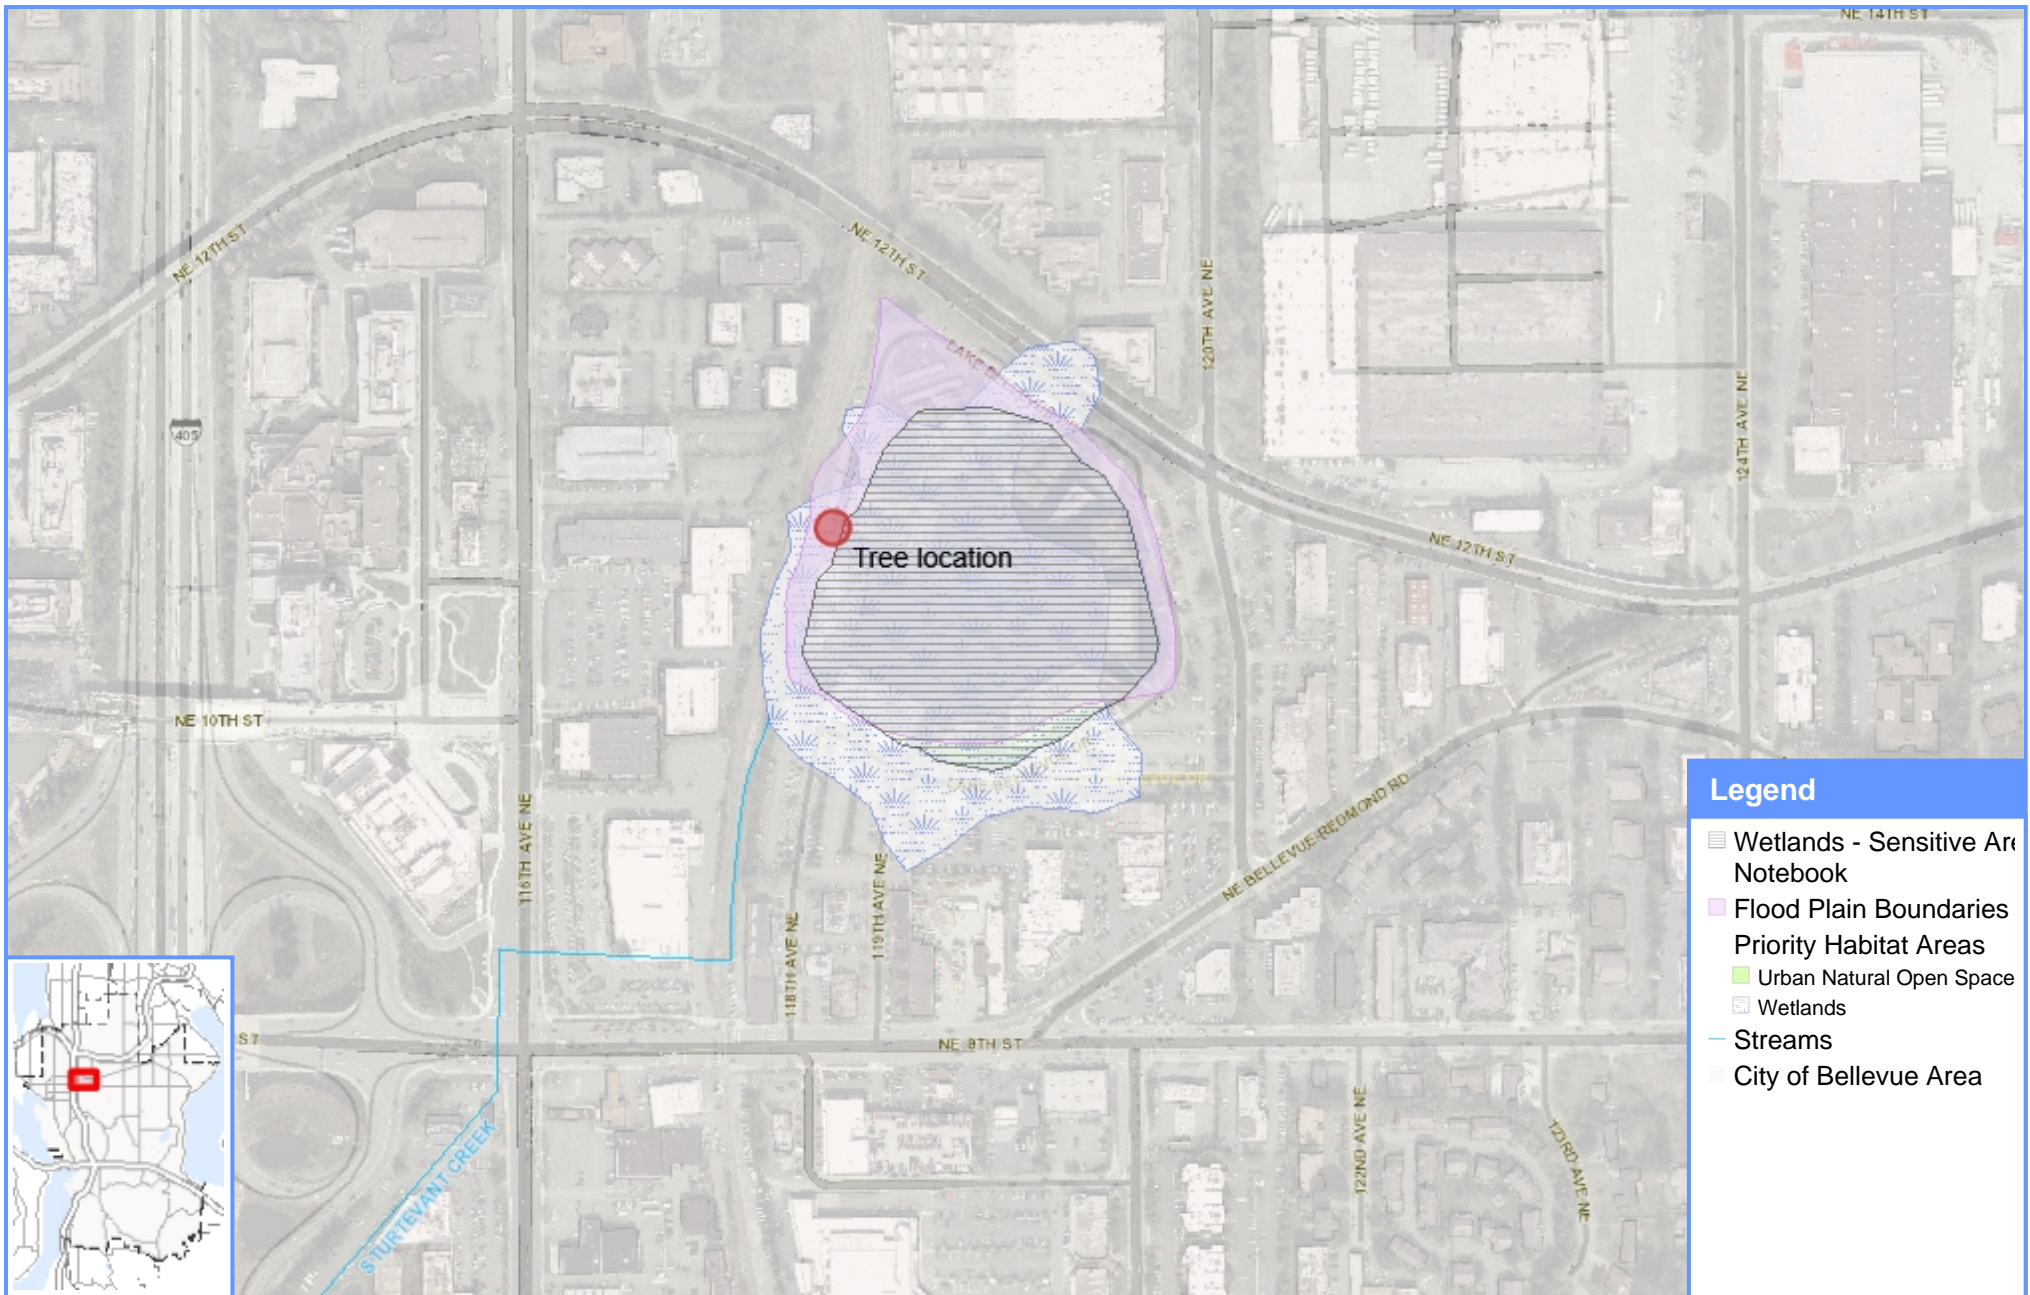 NE 14TH ST
NE 12TH ST
NE 12TH ST
120TH AVE NE
405
124TH AVE NE
NE 12TH ST
Tree location
NE 10TH ST
116TH AVE NE
NE BELLEVUE-REDMOND RD
119TH AVE NE
118TH AVE NE
ST
NE 8TH ST
122ND AVE NE
123RD AVE NE
STURTEVANT CREEK
Legend
Wetlands - Sensitive Are
Notebook
Flood Plain Boundaries
Priority Habitat Areas
Urban Natural Open Space
Wetlands
Streams
City of Bellevue Area